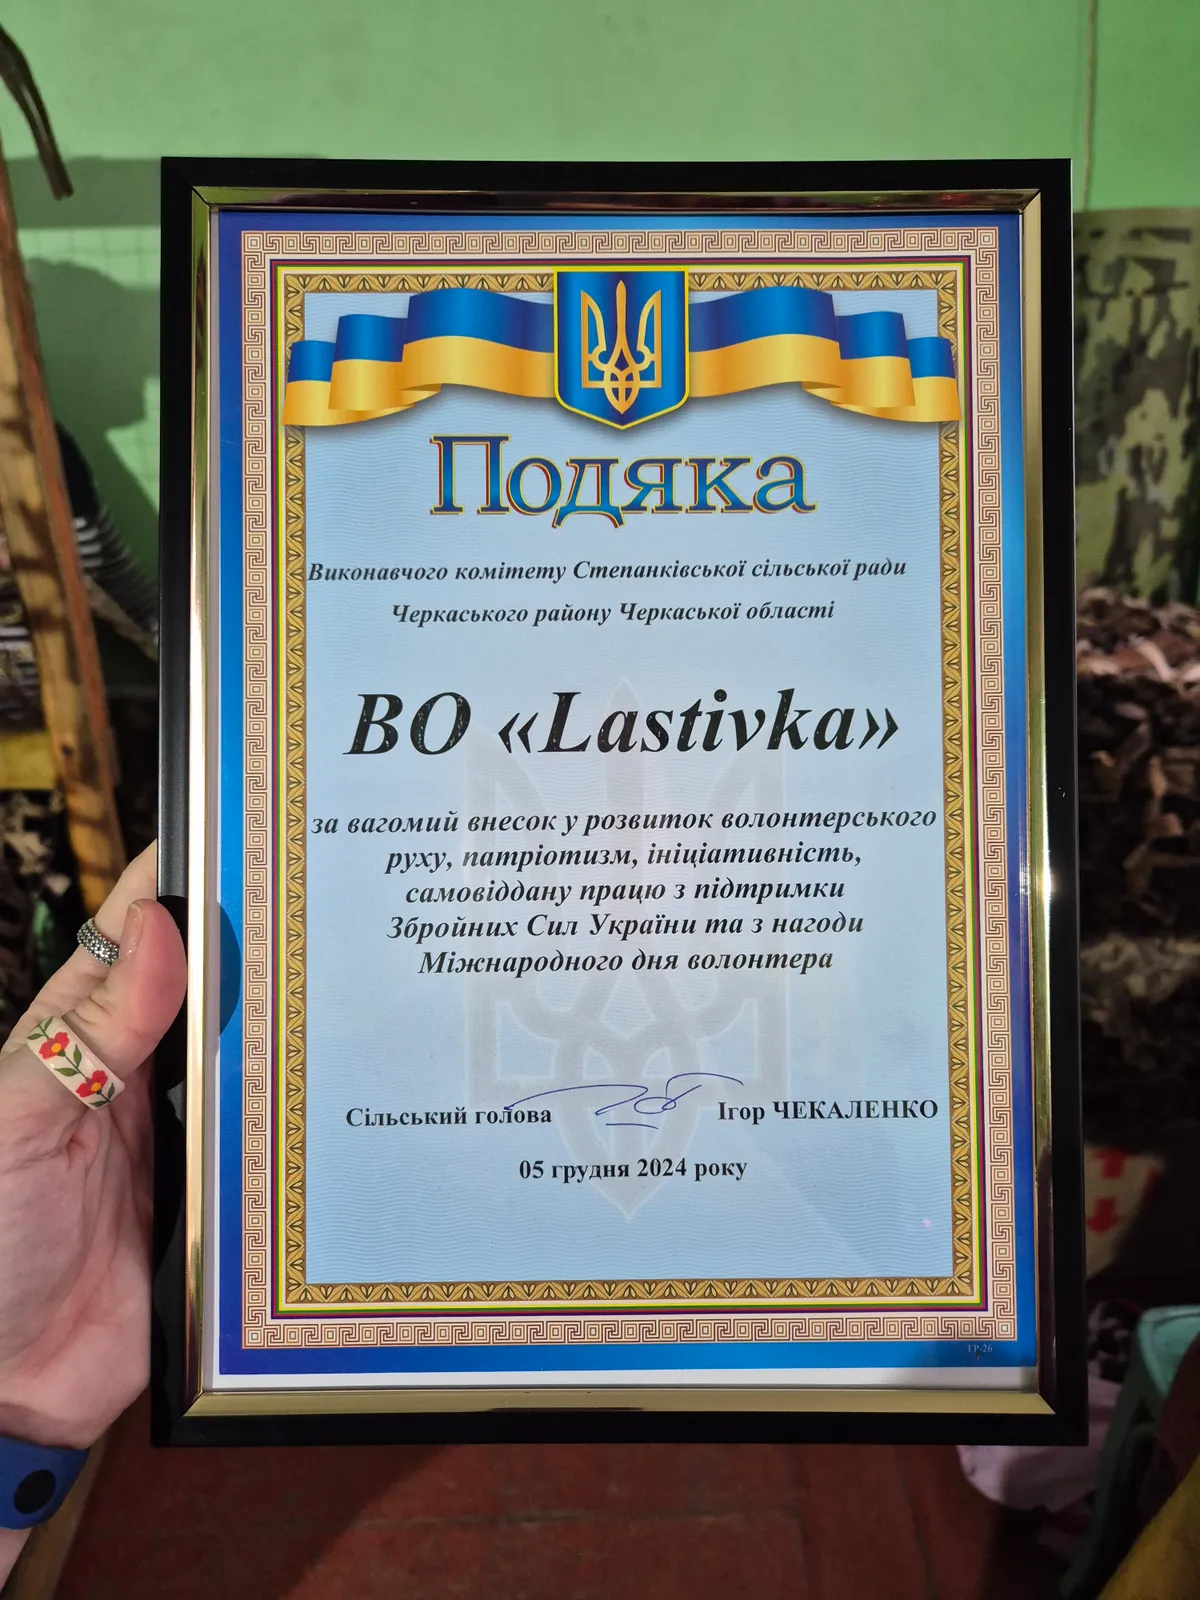 Подяка
Виконавчого комітету Степанківської сільської ради
Черкаського району Черкаської області
ВО «Lastivka»
за вагомий внесок у розвиток волонтерського
руху, патріотизм, ініціативність,
самовіддану працю з підтримки
Збройних Сил України та з нагоди
Міжнародного дня волонтера
Сільський голова Ігор ЧЕКАЛЕНКО
05 грудня 2024 року
ГР-26